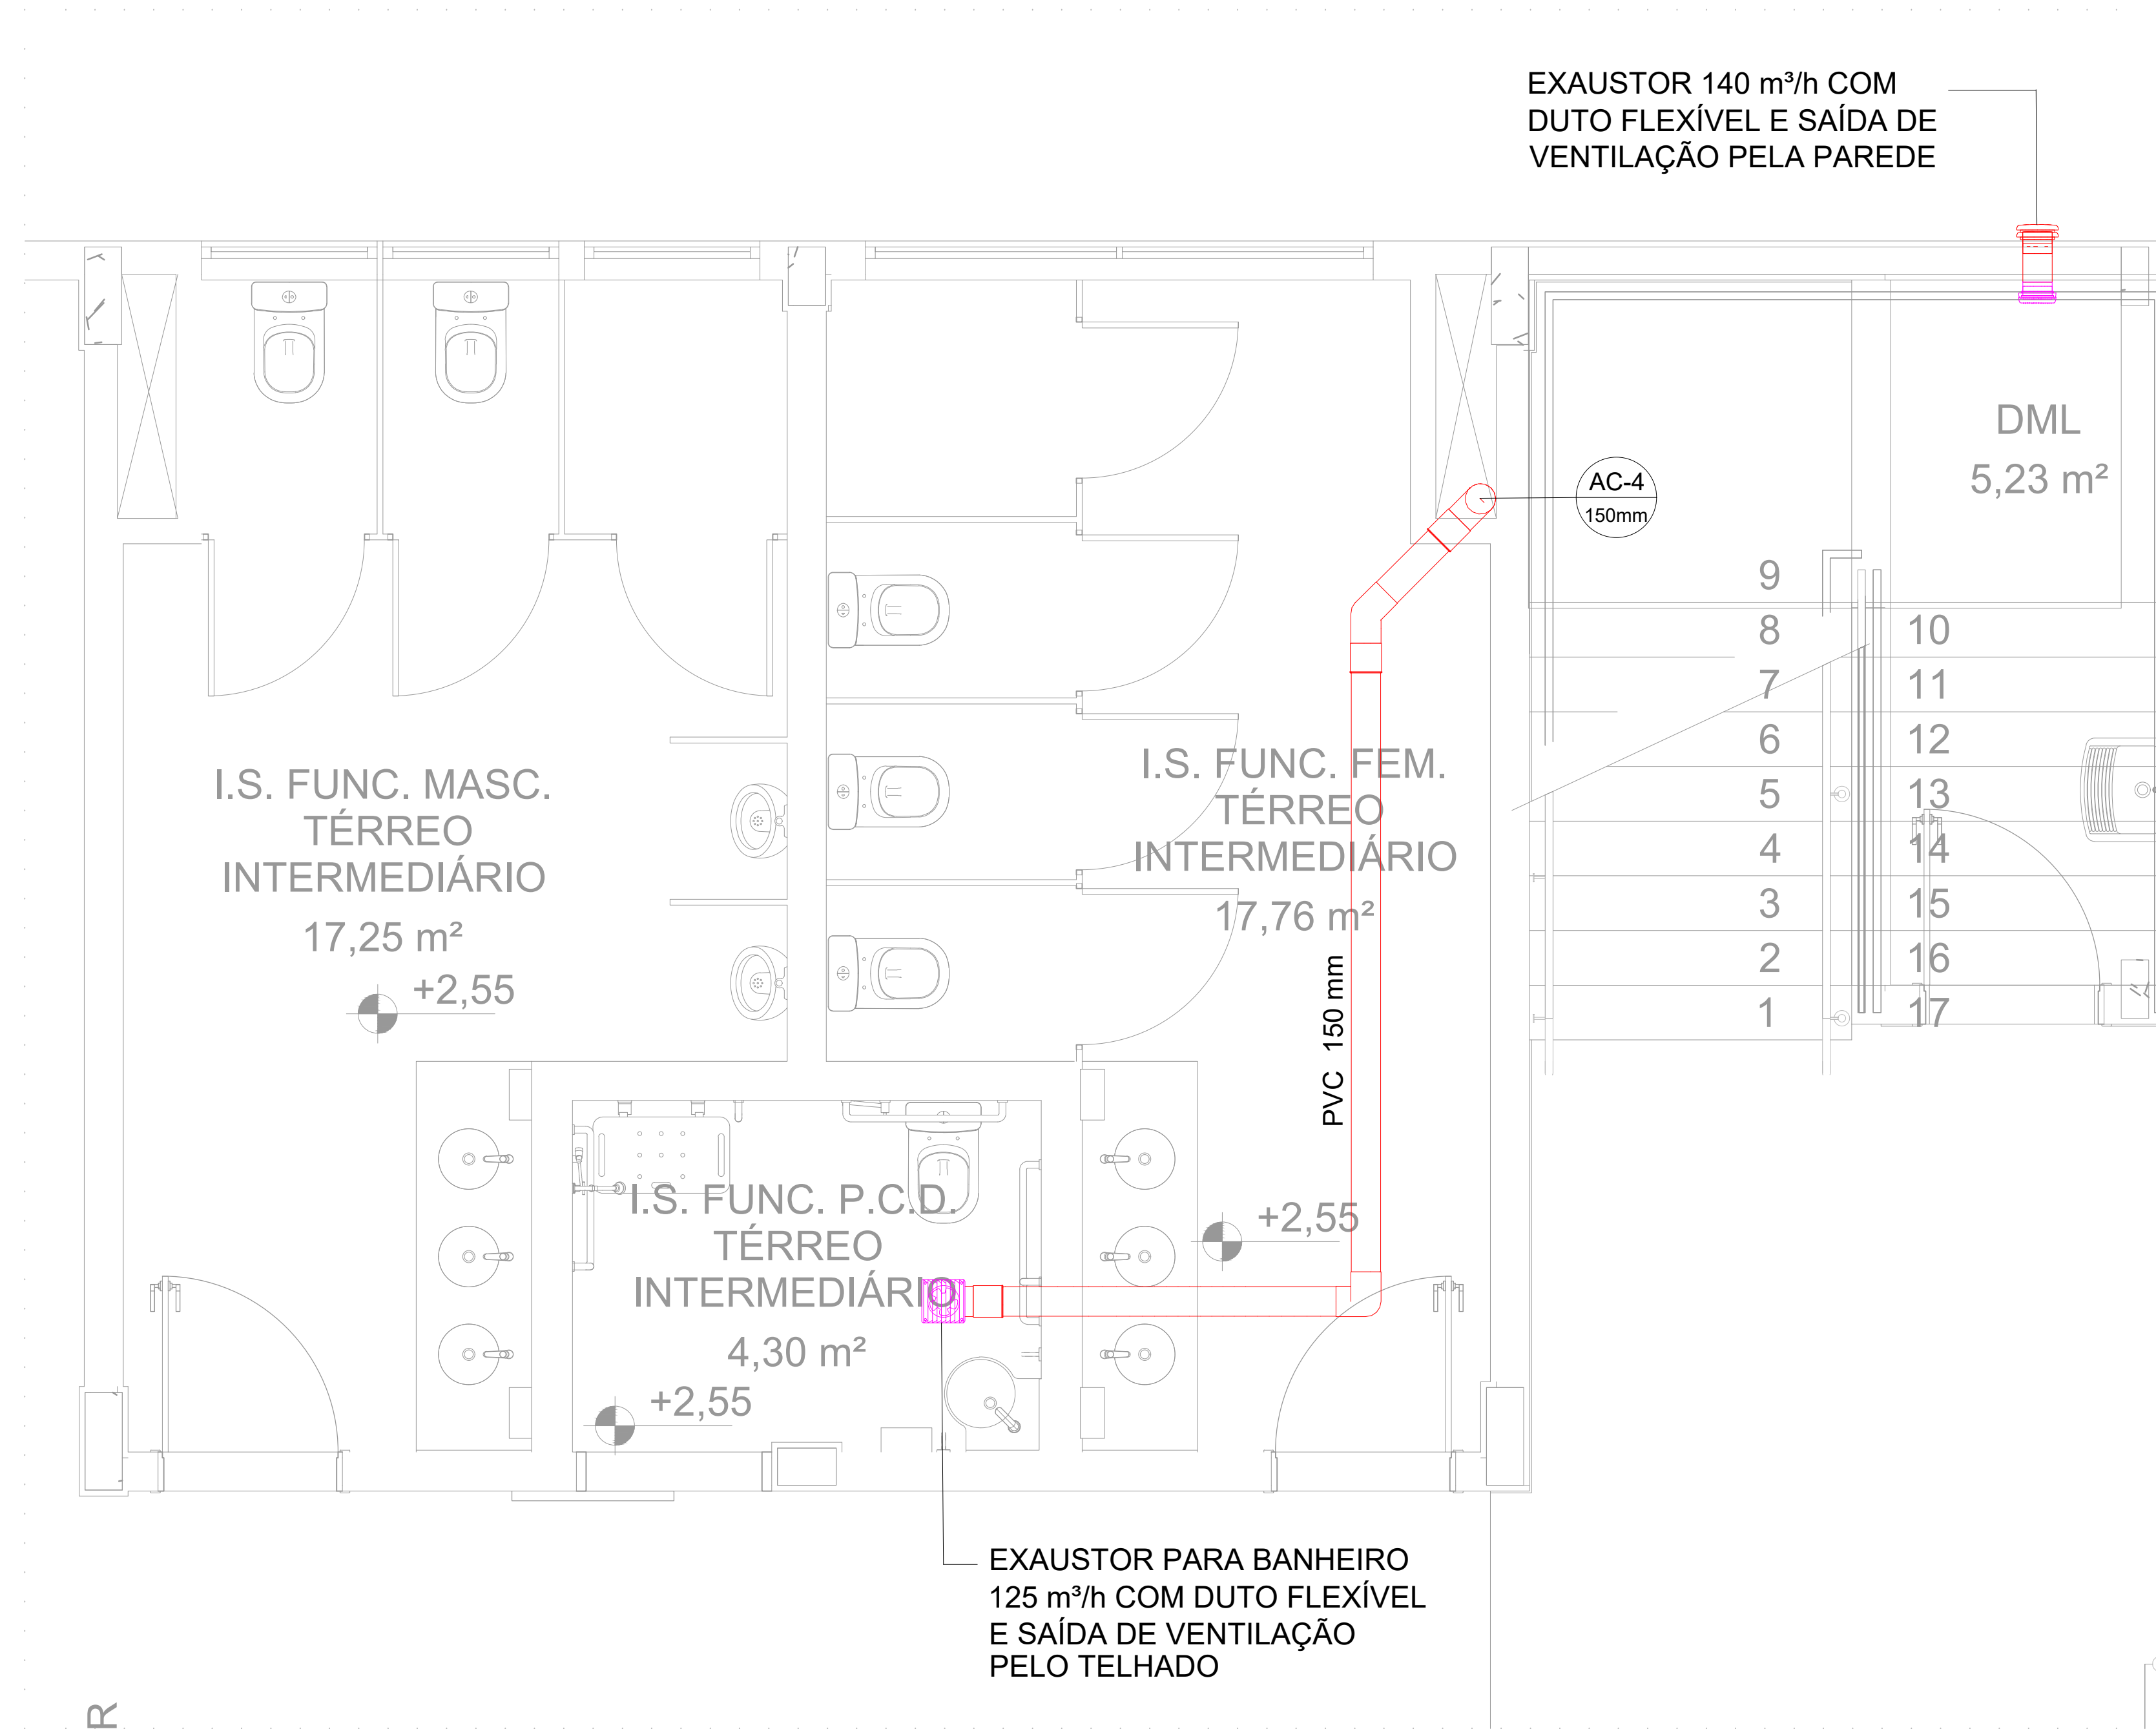 EXAUSTOR 140 m³/h COM
DUTO FLEXÍVEL E SAÍDA DE
VENTILAÇÃO PELA PAREDE
DML
5,23 m²
AC-4
150mm
9
8
7
6
5
4
3
2
1
10
11
12
13
14
15
16
17
I.S. FUNC. MASC.
TÉRREO
INTERMEDIÁRIO
17,25 m²
+2,55
I.S. FUNC. FEM.
TÉRREO
INTERMEDIÁRIO
17,76 m²
PVC 150 mm
+2,55
I.S. FUNC. P.C.D.
TÉRREO
INTERMEDIÁRIO
4,30 m²
+2,55
EXAUSTOR PARA BANHEIRO
125 m³/h COM DUTO FLEXÍVEL
E SAÍDA DE VENTILAÇÃO
PELO TELHADO
R